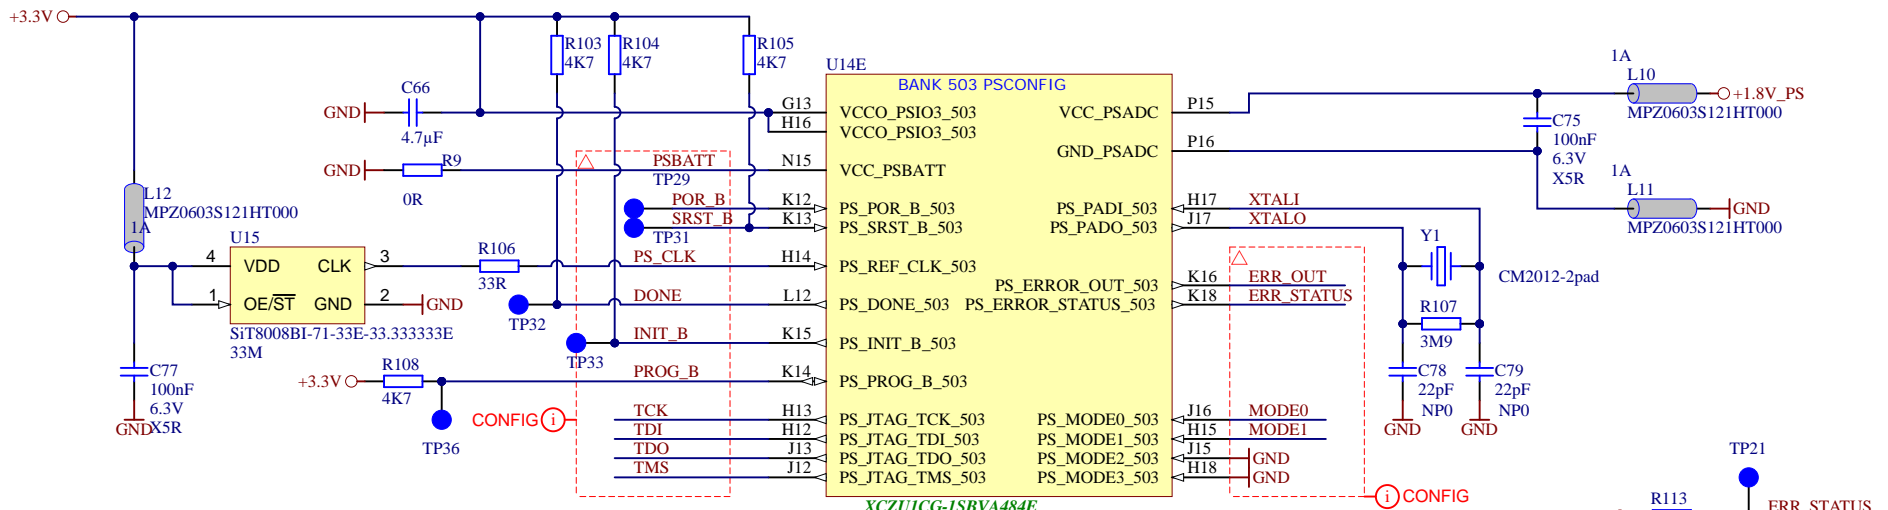 +3.3V
R103
4K7
R104
4K7
R105
4K7
C66
4.7µF
GND
R9
0R
GND
L12
MPZ0603S121HT000
1A
U15
4
VDD
CLK
3
1
OE/ST
GND
2
GND
SiT8008BI-71-33E-33.333333E
33M
R106
33R
C77
100nF
6.3V
X5R
GND
+3.3V
R108
4K7
TP36
TP32
TP33
CONFIG
PSBATT
TP29
POR_B
SRST_B
TP31
PS_CLK
DONE
INIT_B
PROG_B
TCK
TDI
TDO
TMS
U14E
BANK 503 PSCONFIG
G13
VCCO_PSIO3_503
H16
VCCO_PSIO3_503
N15
VCC_PSBATT
K12
PS_POR_B_503
K13
PS_SRST_B_503
H14
PS_REF_CLK_503
L12
PS_DONE_503
K15
PS_INIT_B_503
K14
PS_PROG_B_503
H13
PS_JTAG_TCK_503
H12
PS_JTAG_TDI_503
J13
PS_JTAG_TDO_503
J12
PS_JTAG_TMS_503
VCC_PSADC
P15
GND_PSADC
P16
PS_PADI_503
H17
XTALI
PS_PADO_503
J17
XTALO
PS_ERROR_OUT_503
K16
ERR_OUT
PS_ERROR_STATUS_503
K18
ERR_STATUS
PS_MODE0_503
J16
MODE0
PS_MODE1_503
H15
MODE1
PS_MODE2_503
J15
GND
PS_MODE3_503
H18
GND
XCZU1CG-1SBVA484E
CONFIG
1A
L10
MPZ0603S121HT000
+1.8V_PS
C75
100nF
6.3V
X5R
1A
L11
MPZ0603S121HT000
GND
Y1
CM2012-2pad
R107
3M9
C78
22pF
NP0
GND
C79
22pF
NP0
GND
TP21
R113
ERR_STATUS